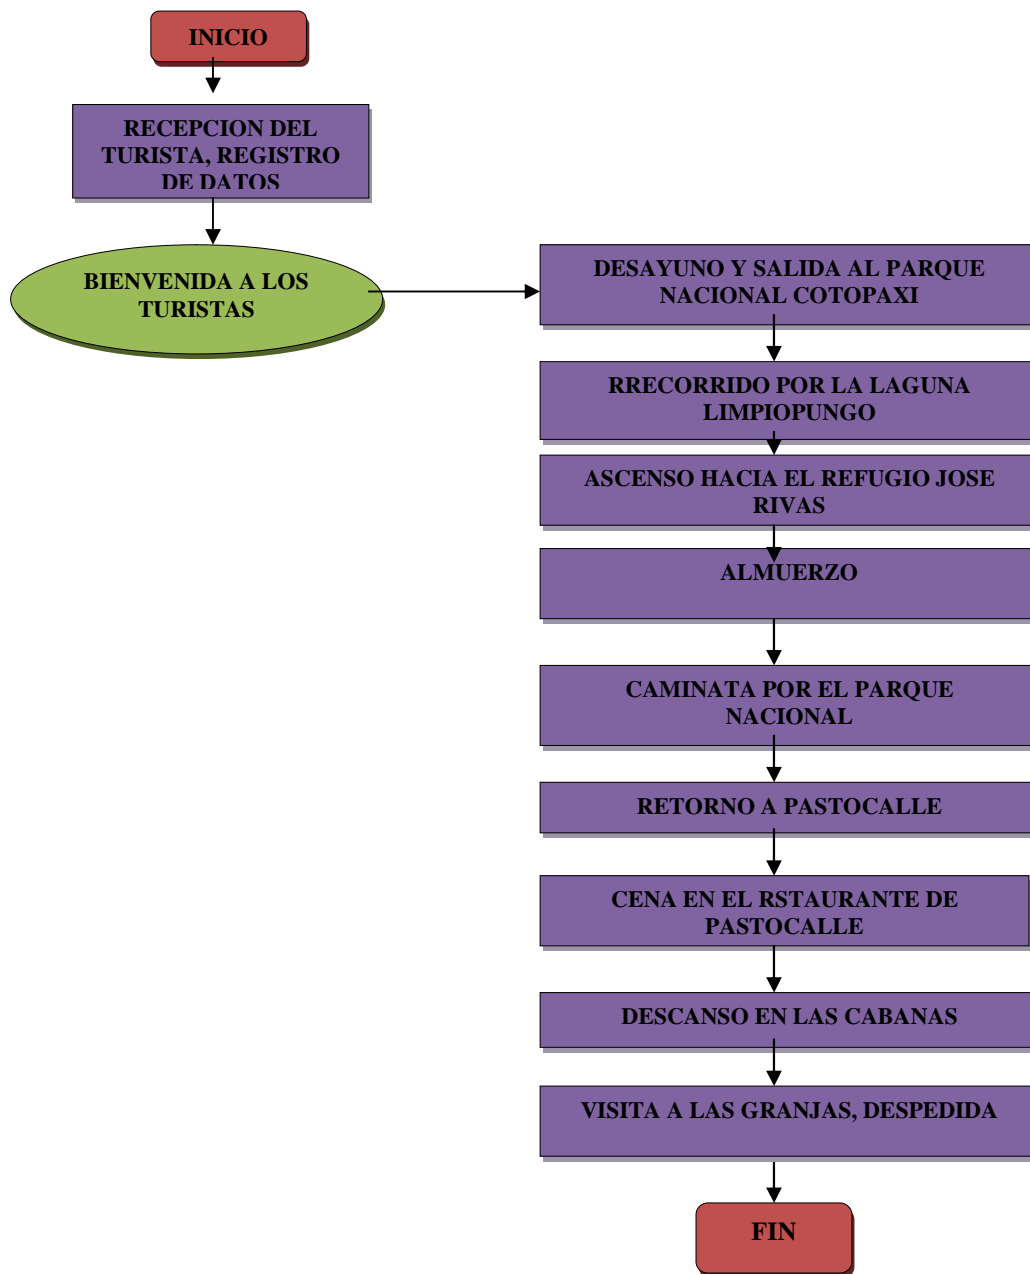 INICIO
RECEPCION DEL
TURISTA, REGISTRO
DE DATOS
BIENVENIDA A LOS
TURISTAS
DESAYUNO Y SALIDA AL PARQUE
NACIONAL COTOPAXI
RRECORRIDO POR LA LAGUNA
LIMPIOPUNGO
ASCENSO HACIA EL REFUGIO JOSE
RIVAS
ALMUERZO
CAMINATA POR EL PARQUE
NACIONAL
RETORNO A PASTOCALLE
CENA EN EL RSTAURANTE DE
PASTOCALLE
DESCANSO EN LAS CABANAS
VISITA A LAS GRANJAS, DESPEDIDA
FIN